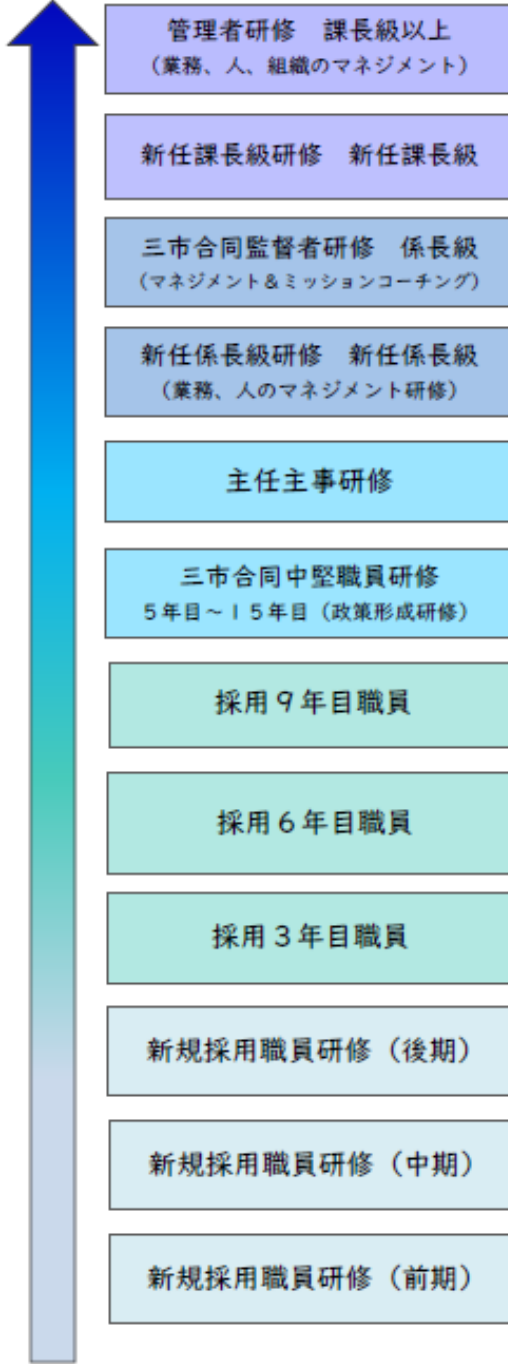 管理者研修　課長級以上
（業務、人、組織のマネジメント）
新任課長級研修　新任課長級
三市合同監督者研修　係長級
（マネジメント＆ミッションコーチング）
新任係長級研修　新任係長級
（業務、人のマネジメント研修）
主任主事研修
三市合同中堅職員研修
５年目～１５年目（政策形成研修）
採用９年目職員
採用６年目職員
採用３年目職員
新規採用職員研修（後期）
新規採用職員研修（中期）
新規採用職員研修（前期）